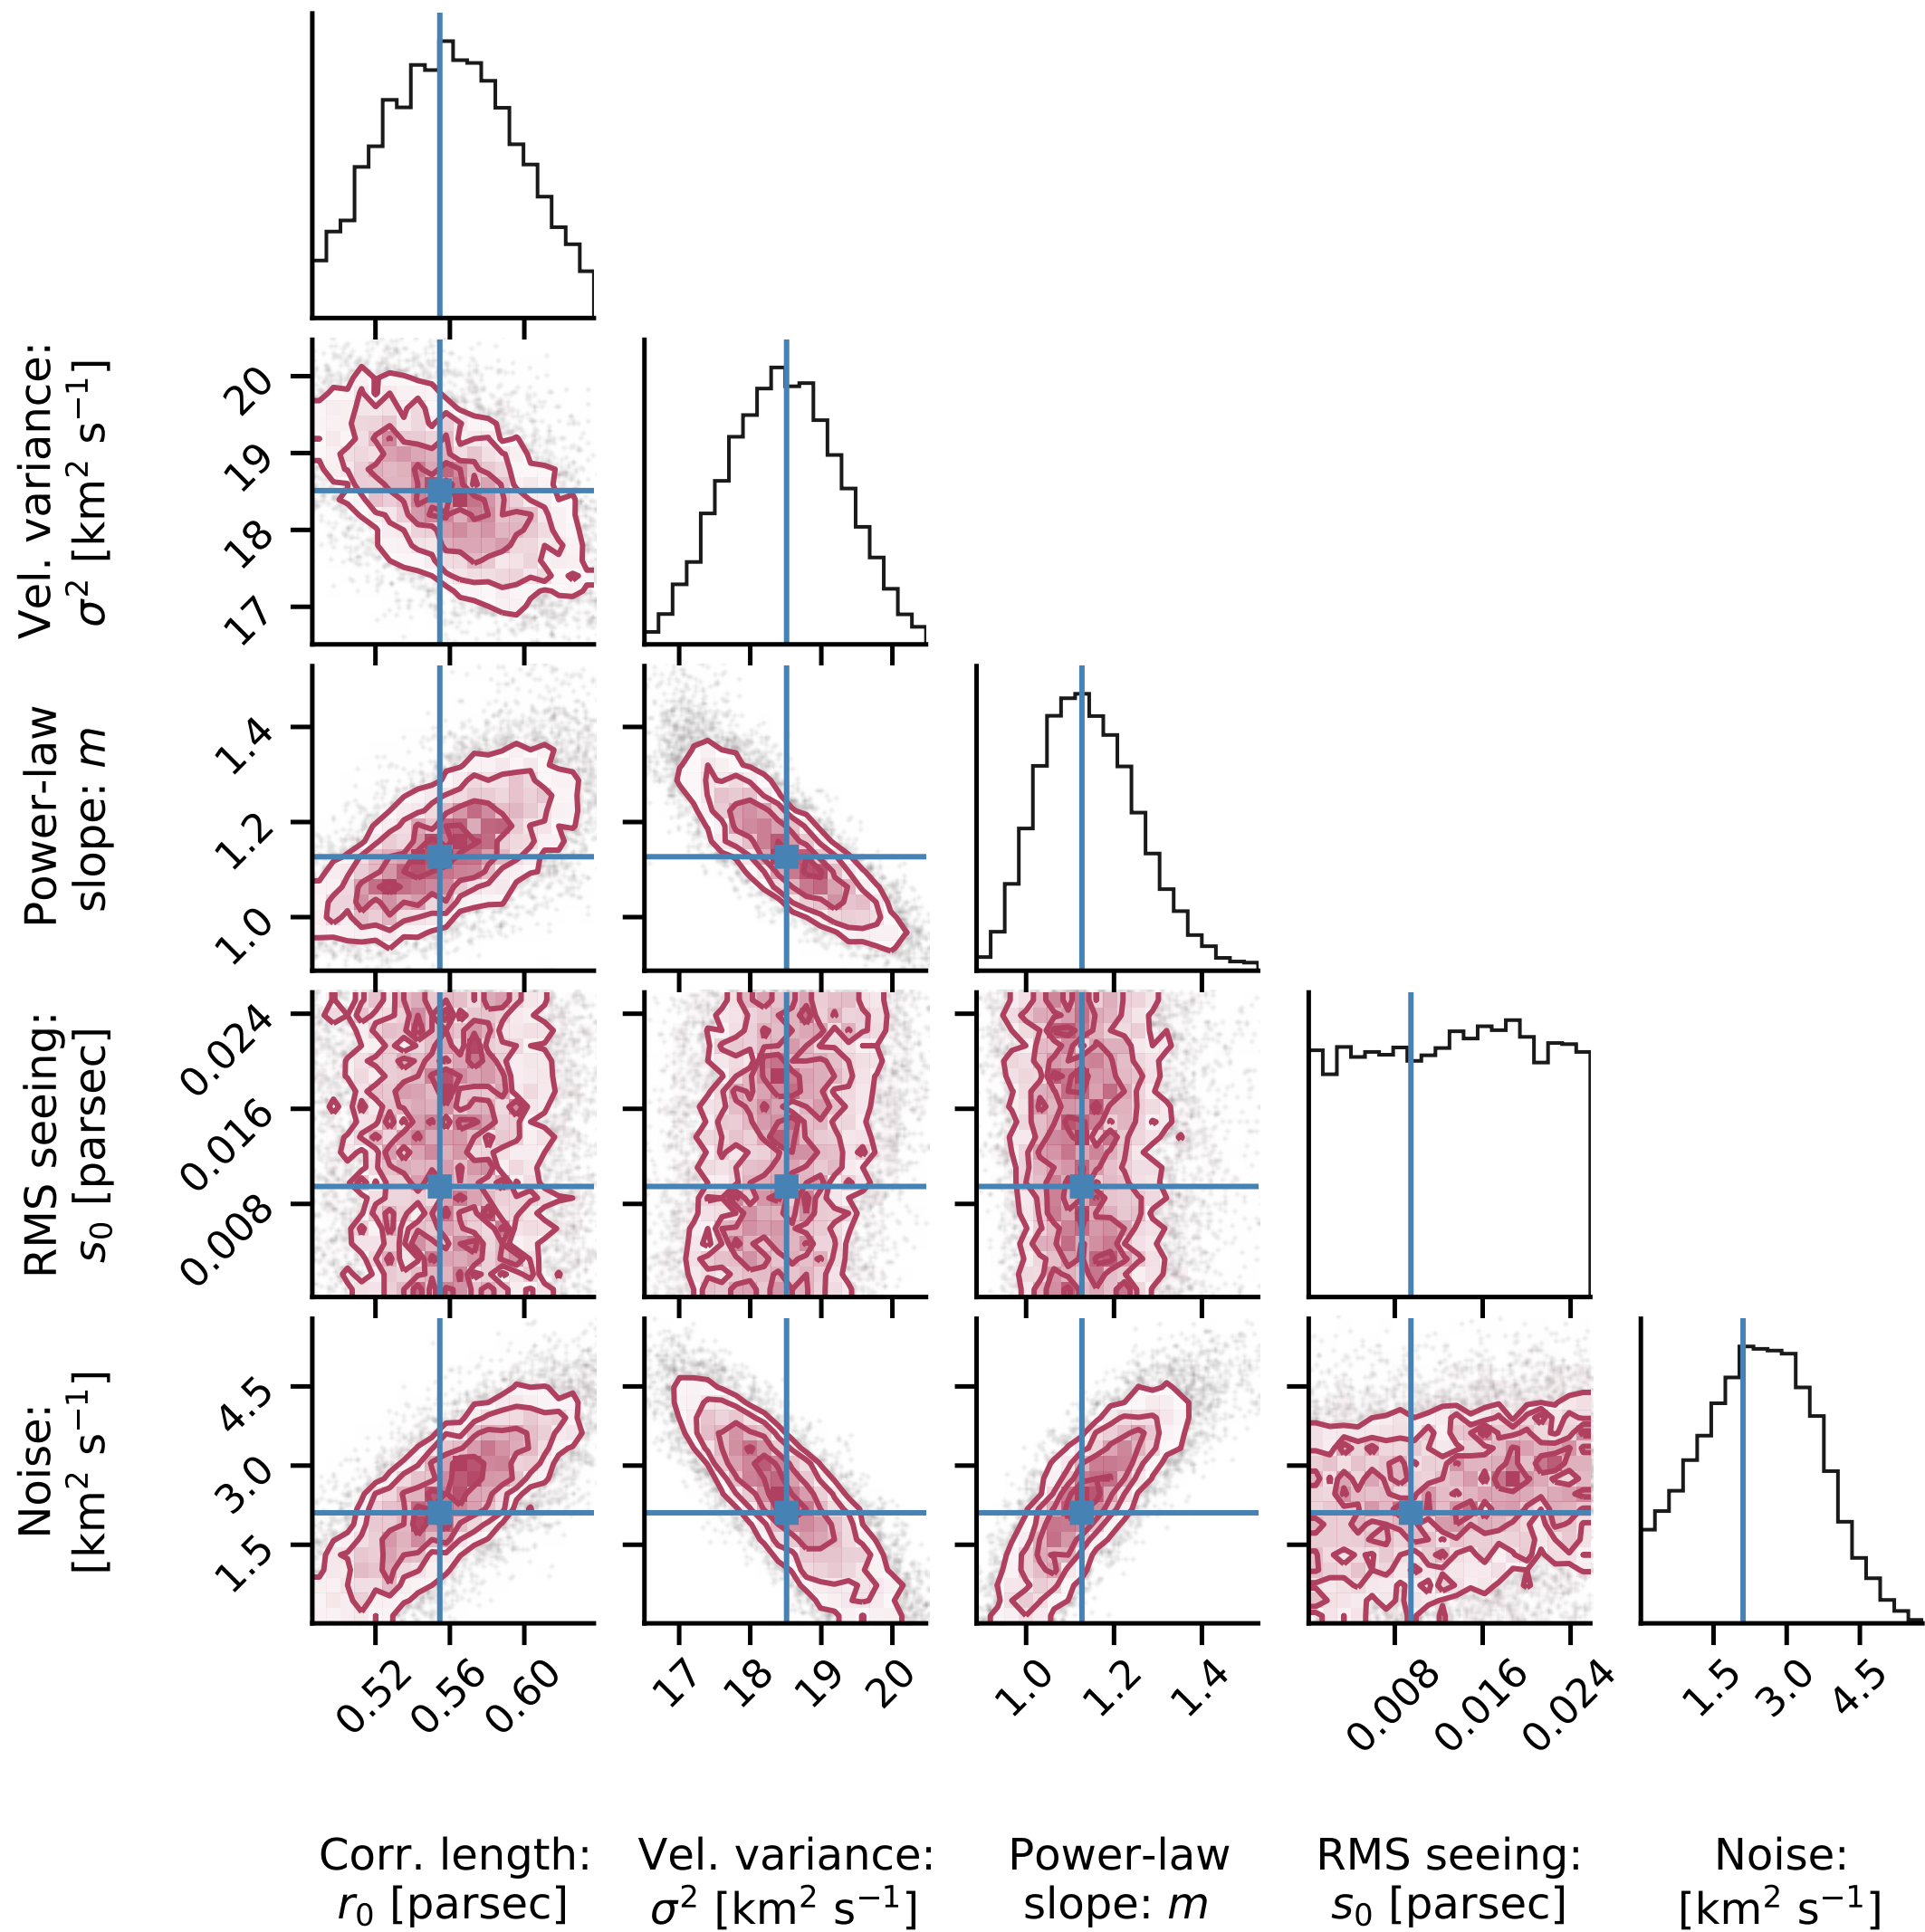 Vel. variance:
σ² [km² s⁻¹]
20
19
18
17
Power-law
slope: m
1.4
1.2
1.0
RMS seeing:
s₀ [parsec]
0.024
0.016
0.008
Noise:
[km² s⁻¹]
4.5
3.0
1.5
0.52 0.56 0.60 17 18 19 20 1.0 1.2 1.4 0.008 0.016 0.024 1.5 3.0 4.5
Corr. length: Vel. variance: Power-law RMS seeing: Noise:
r₀ [parsec] σ² [km² s⁻¹] slope: m s₀ [parsec] [km² s⁻¹]